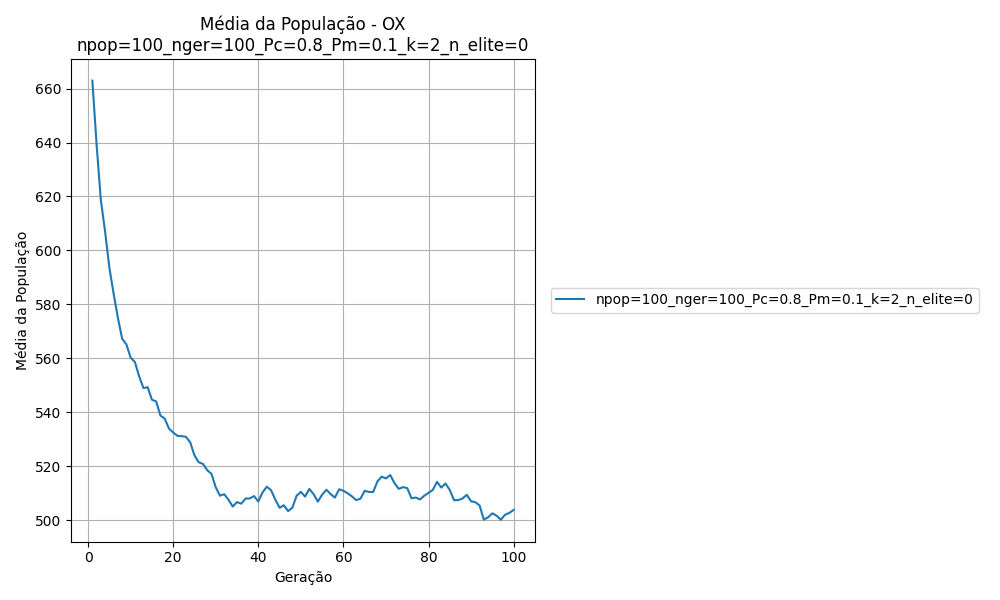 Média da População - OX
npop=100_nger=100_Pc=0.8_Pm=0.1_k=2_n_elite=0
660
640
620
600
580
560
540
520
500
Média da População
0 20 40 60 80 100
Geração
npop=100_nger=100_Pc=0.8_Pm=0.1_k=2_n_elite=0